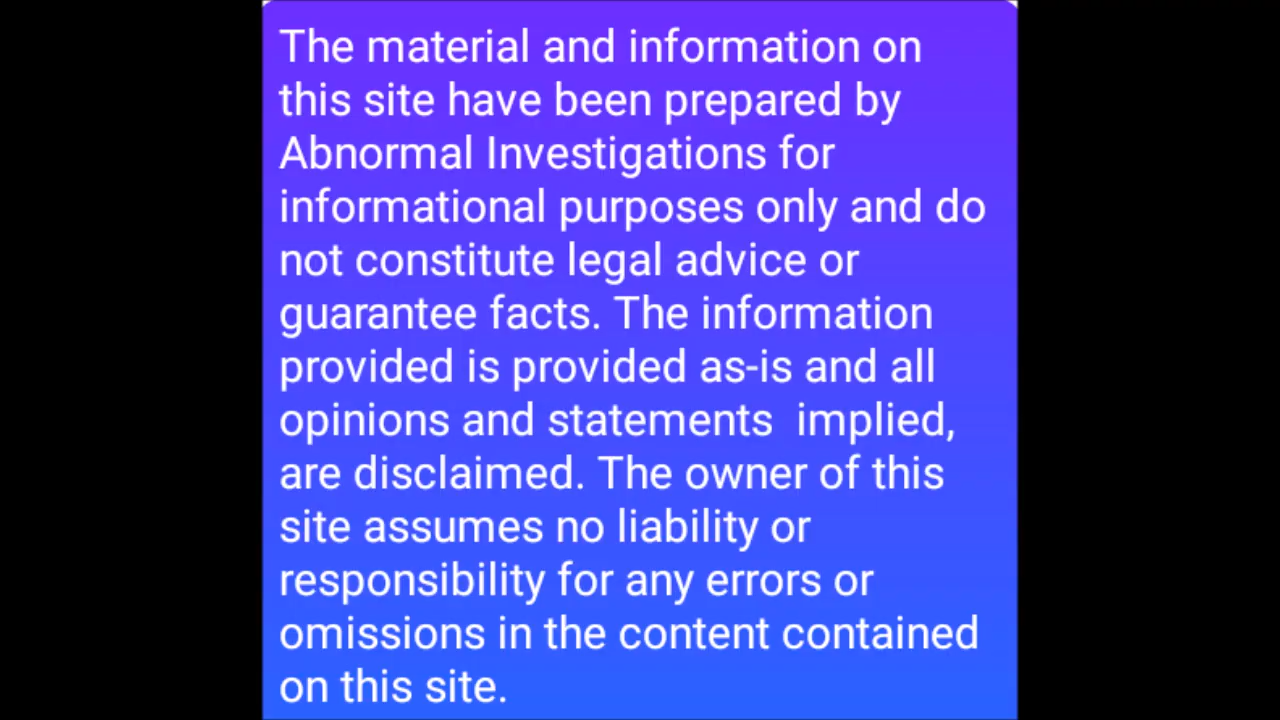 The material and information on
this site have been prepared by
Abnormal Investigations for
informational purposes only and do
not constitute legal advice or
guarantee facts. The information
provided is provided as-is and all
opinions and statements  implied,
are disclaimed. The owner of this
site assumes no liability or
responsibility for any errors or
omissions in the content contained
on this site.